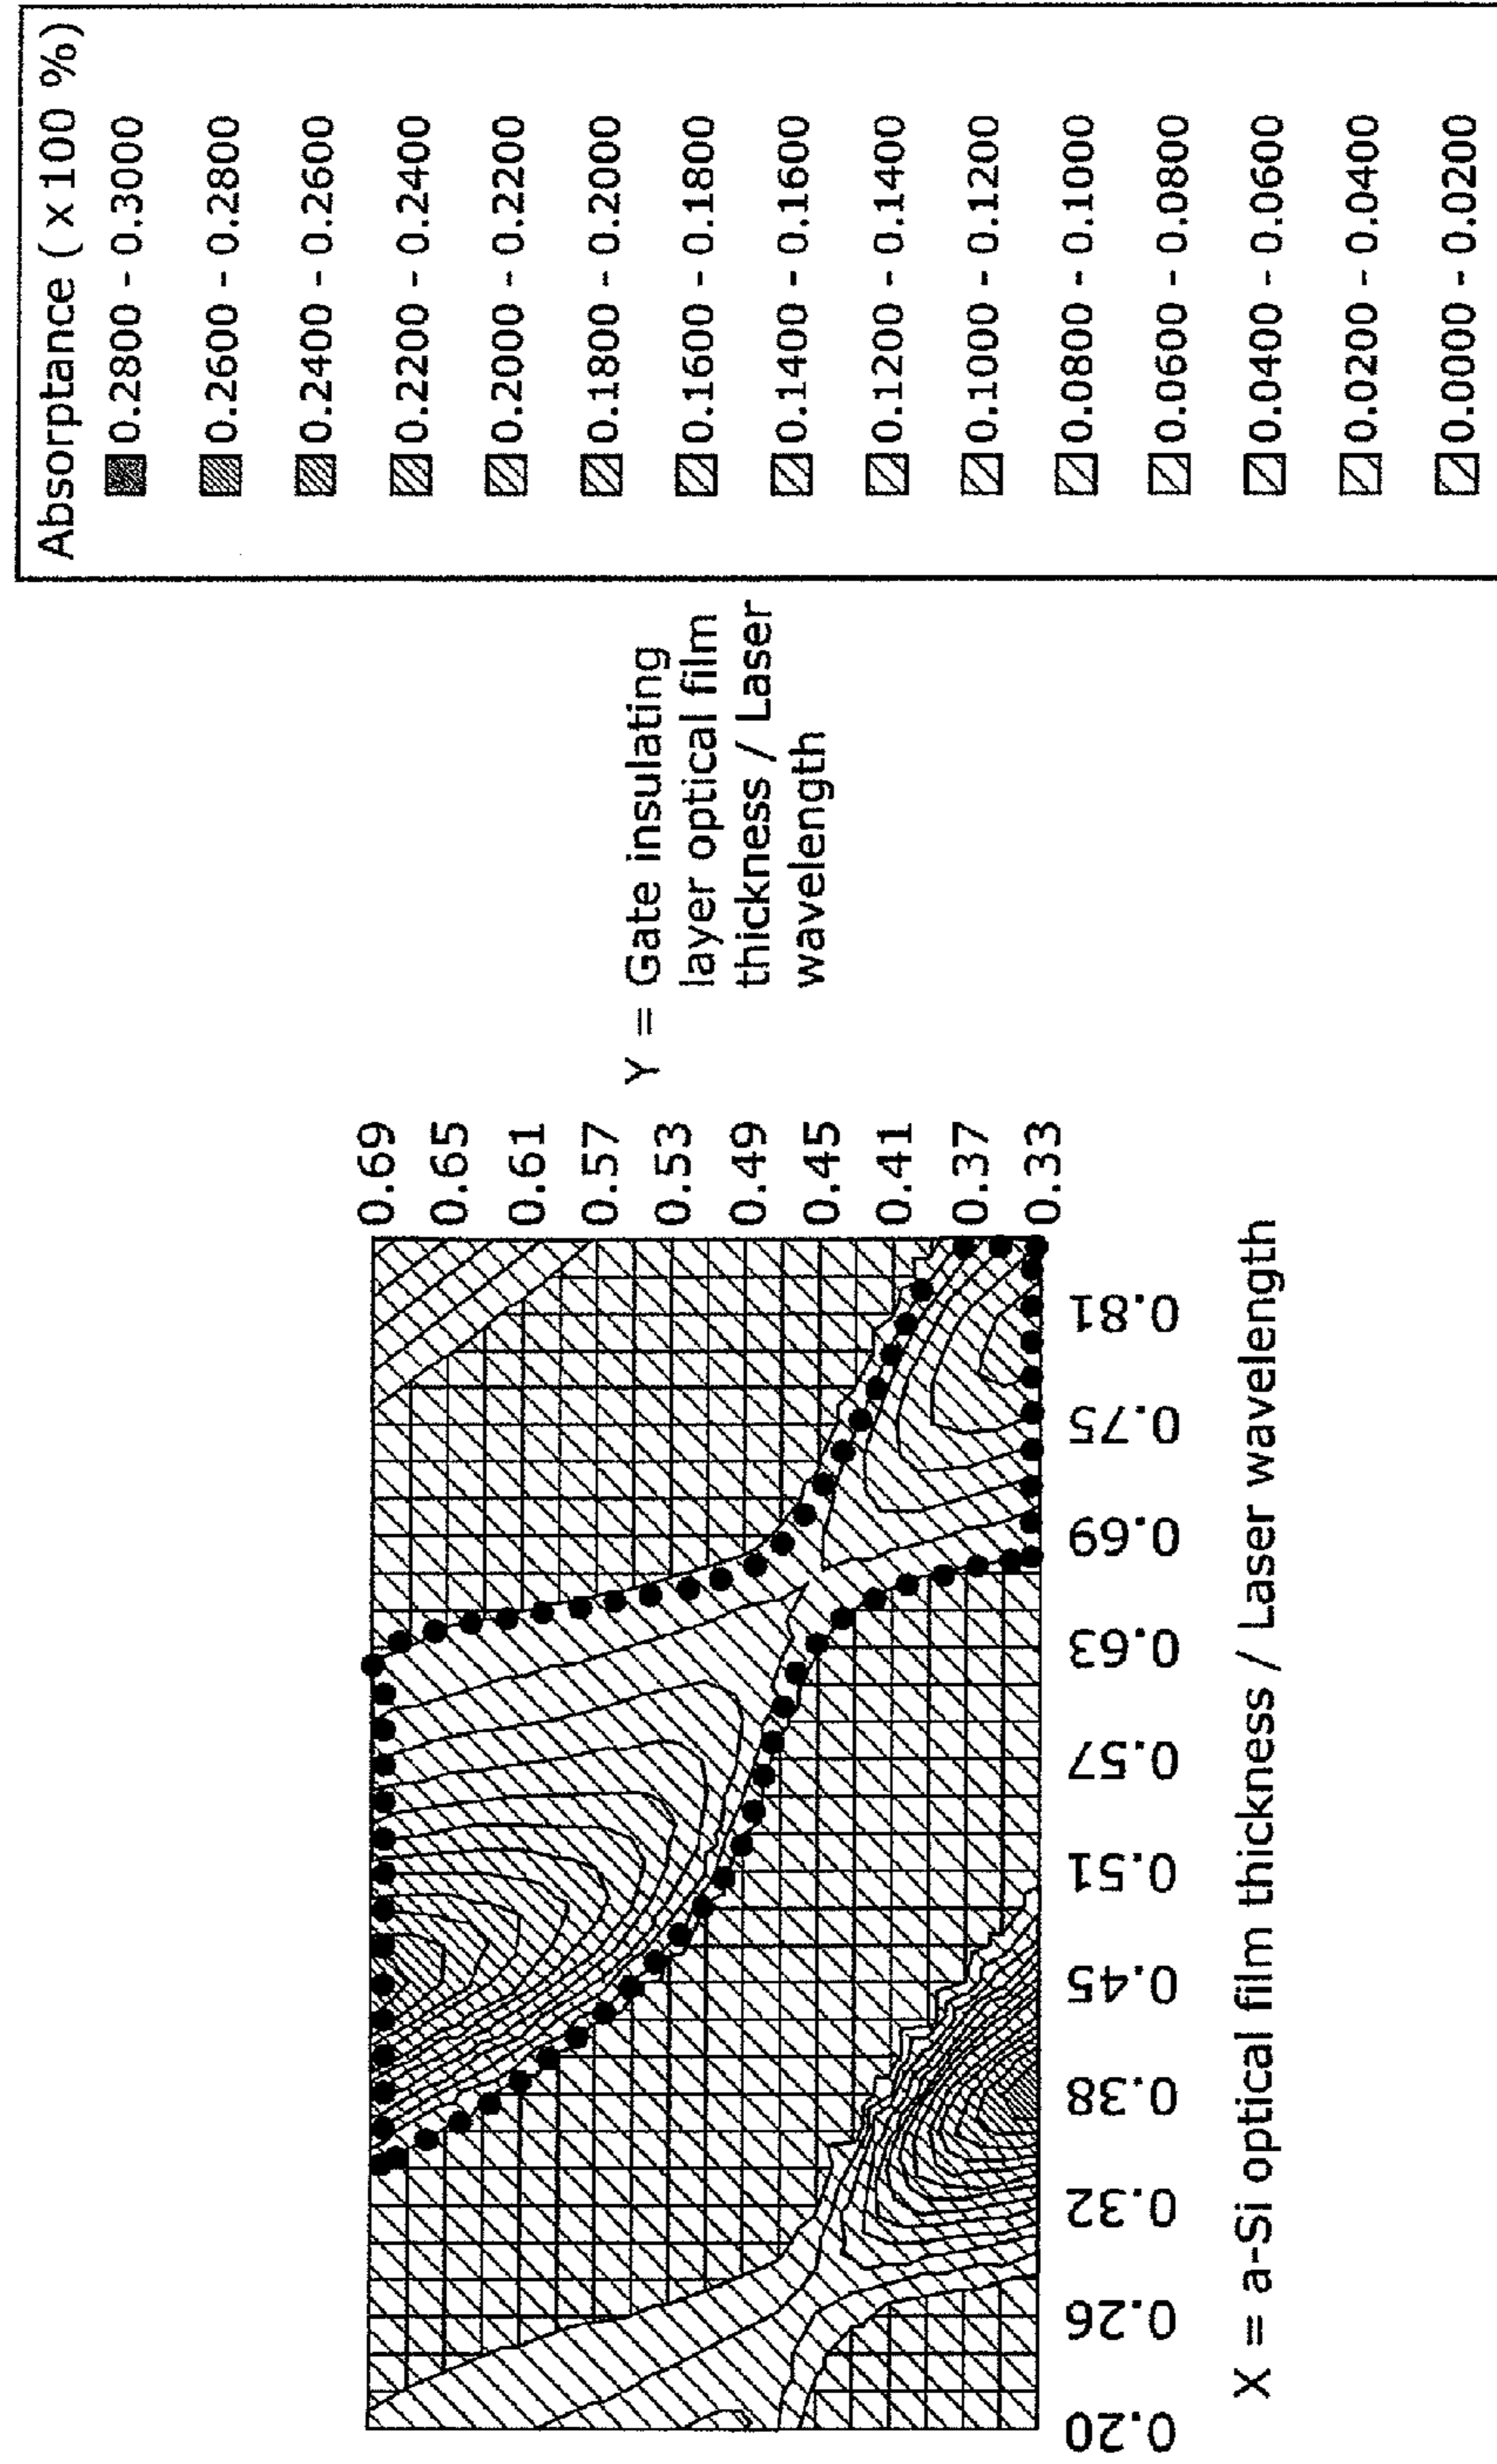 Absorptance ( x 100 %)
0.2800 - 0.3000
0.2600 - 0.2800
0.2400 - 0.2600
0.2200 - 0.2400
0.2000 - 0.2200
0.1800 - 0.2000
0.1600 - 0.1800
0.1400 - 0.1600
0.1200 - 0.1400
0.1000 - 0.1200
0.0800 - 0.1000
0.0600 - 0.0800
0.0400 - 0.0600
0.0200 - 0.0400
0.0000 - 0.0200
Y = Gate insulating
layer optical film
thickness / Laser
wavelength
0.69
0.65
0.61
0.57
0.53
0.49
0.45
0.41
0.37
0.33
0.20
0.26
0.32
0.38
0.45
0.51
0.57
0.63
0.69
0.75
0.81
X = a-Si optical film thickness / Laser wavelength